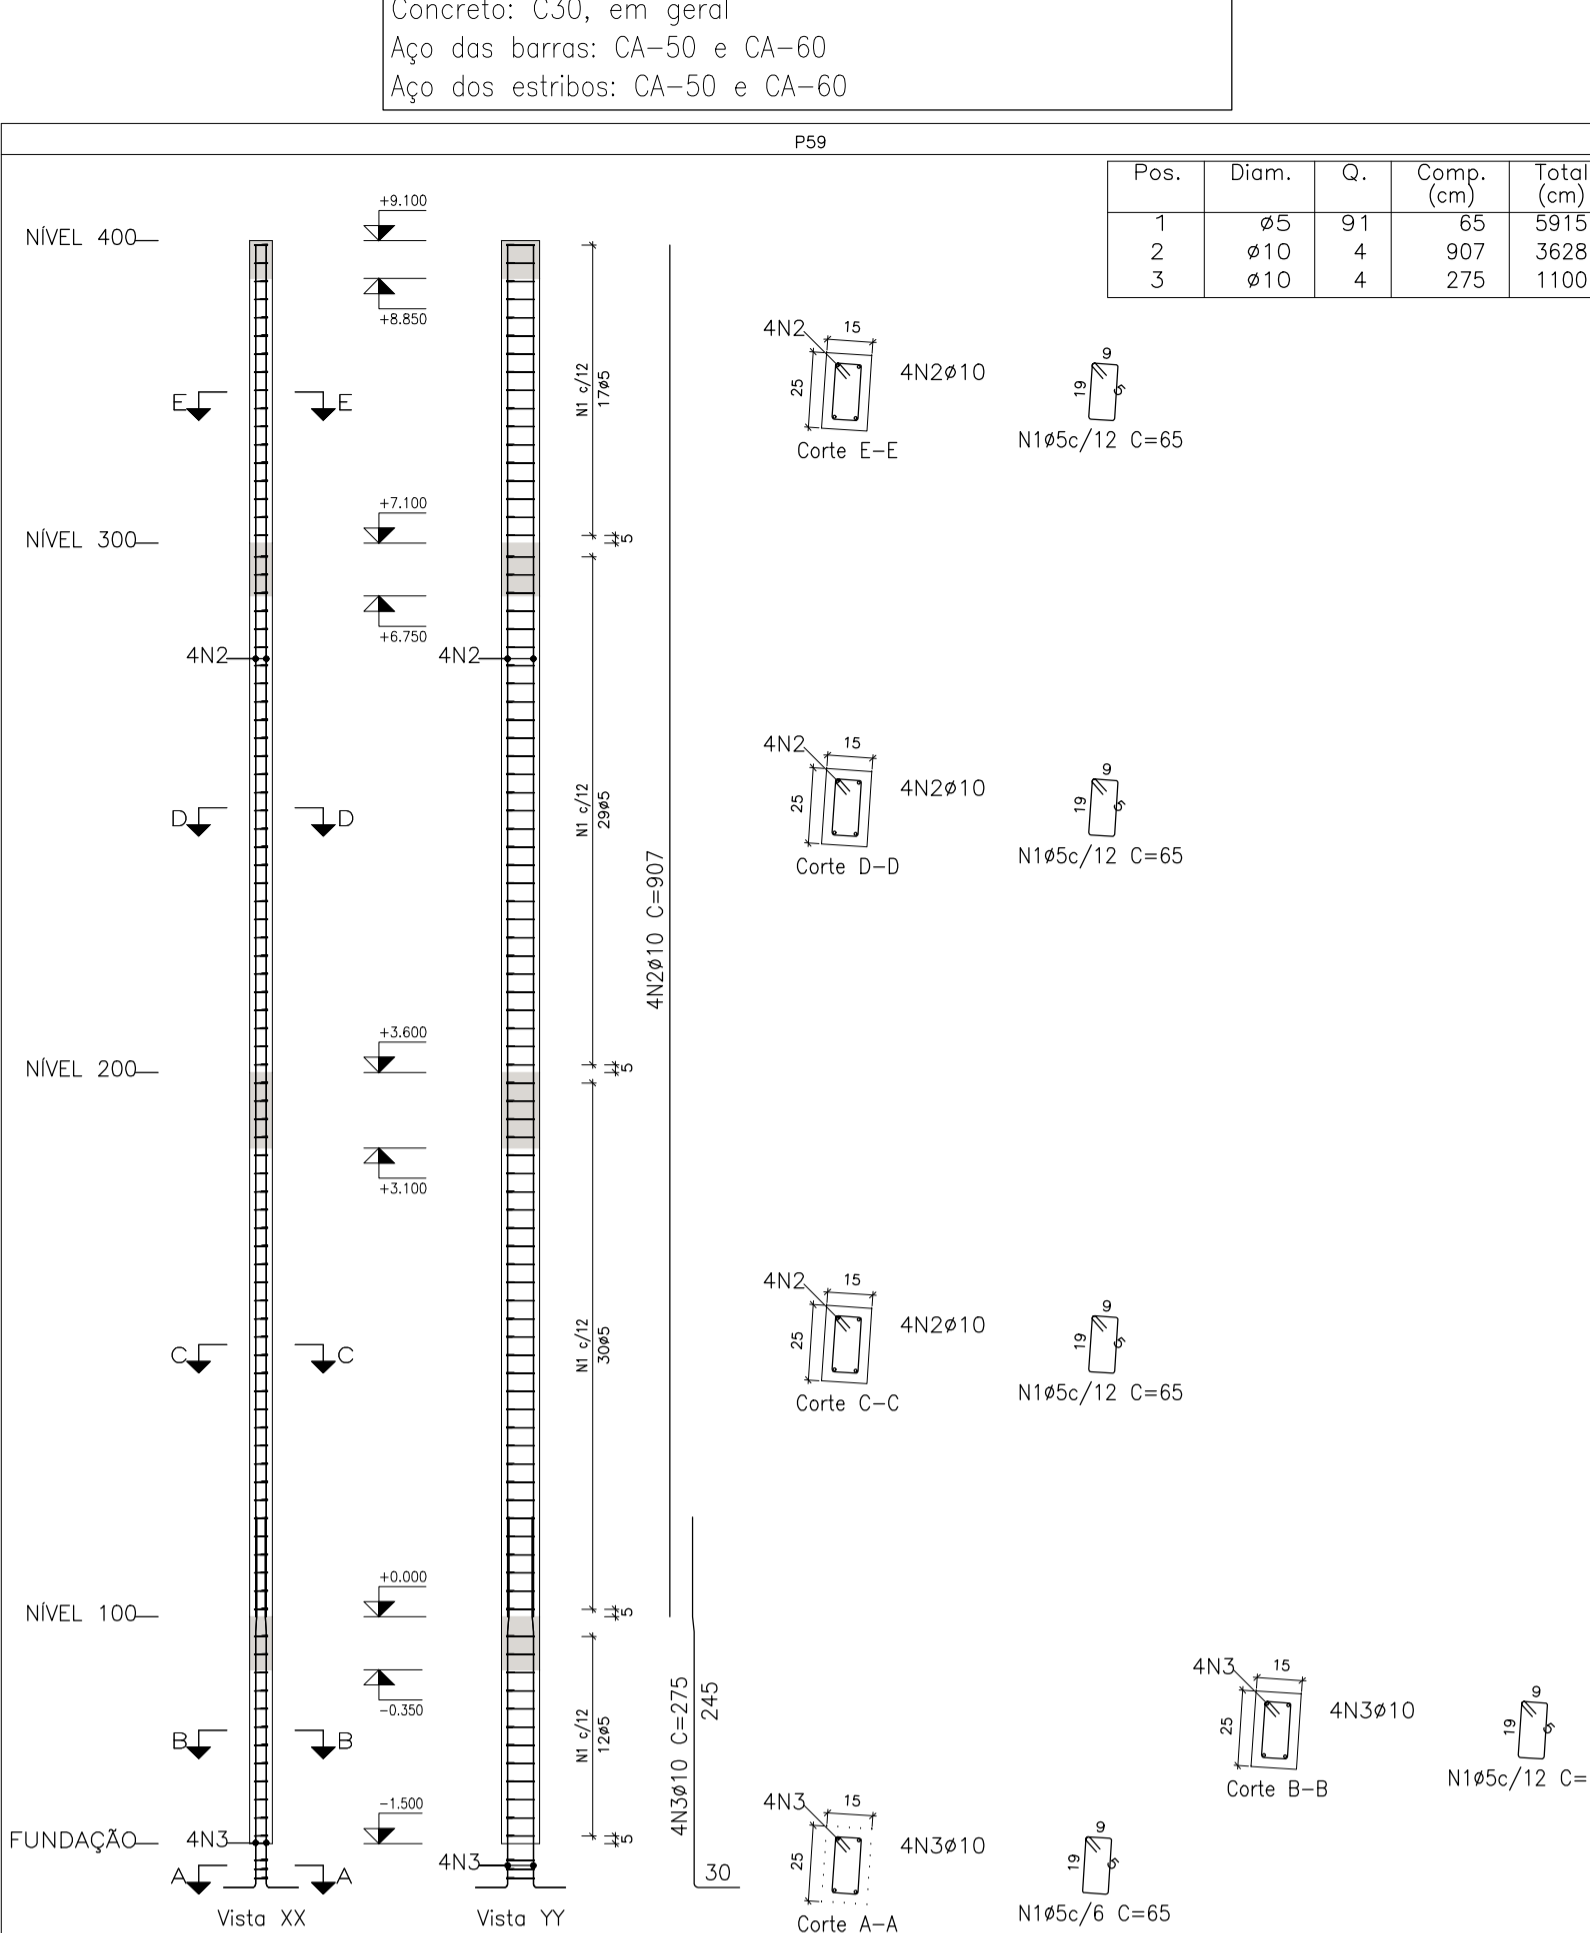 Concreto: C30, em geral
Aço das barras: CA-50 e CA-60
Aço dos estribos: CA-50 e CA-60
P59
Pos. Diam. Q. Comp. (cm) Total (cm)
1 ø5 91 65 5915
2 ø10 4 907 3628
3 ø10 4 275 1100
NÍVEL 400
+9.100
+8.850
E E
N1 c/12
17ø5
4N2
15
25
4N2ø10
Corte E-E
9
19
5
N1ø5c/12 C=65
NÍVEL 300
+7.100
5
+6.750
4N2
4N2
D D
N1 c/12
29ø5
4N2ø10 C=907
4N2
15
25
4N2ø10
Corte D-D
9
19
5
N1ø5c/12 C=65
NÍVEL 200
+3.600
5
+3.100
C C
N1 c/12
30ø5
4N2
15
25
4N2ø10
Corte C-C
9
19
5
N1ø5c/12 C=65
NÍVEL 100
+0.000
5
-0.350
B B
N1 c/12
12ø5
4N3ø10 C=275
245
4N3
15
25
4N3ø10
Corte B-B
9
19
5
N1ø5c/12 C=
FUNDAÇÃO
-1.500
4N3
4N3
5
A A
30
4N3
15
25
4N3ø10
Corte A-A
9
19
5
N1ø5c/6 C=65
Vista XX
Vista YY